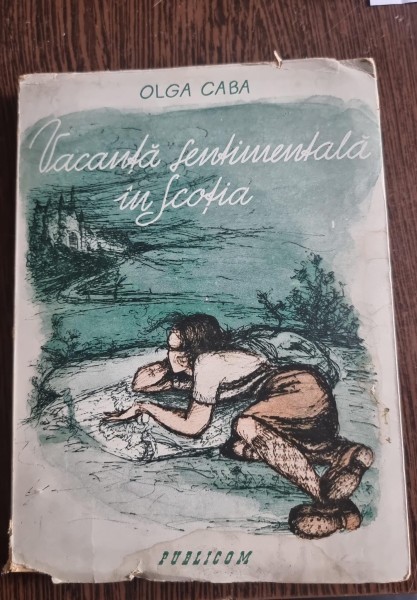 OLGA CABA
Vacanță sentimentală
în Scoția
PUBLICOM